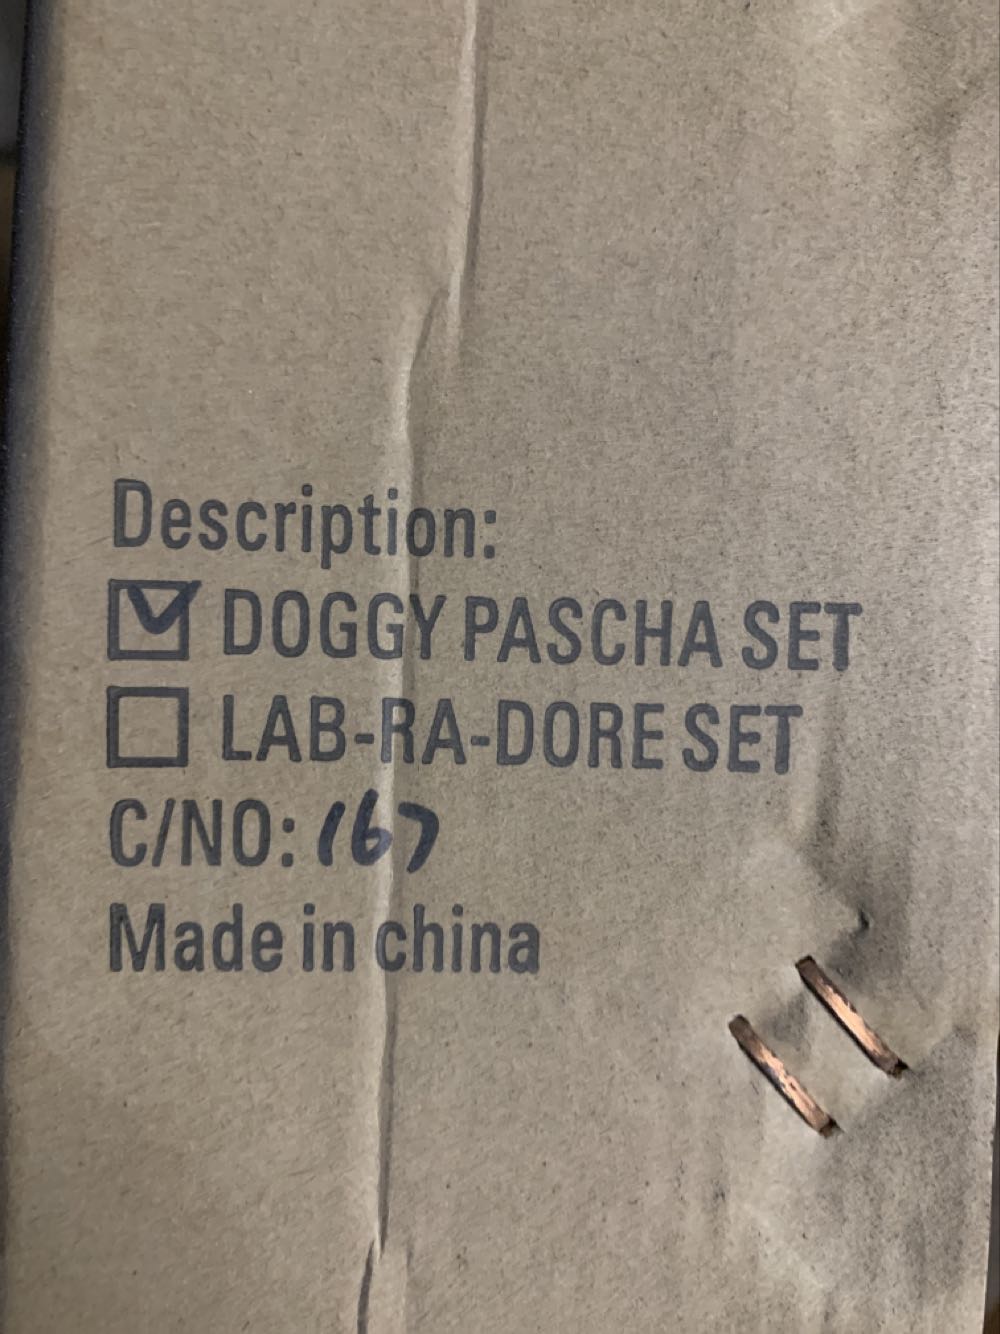 Description:
☑ DOGGY PASCHA SET
☐ LAB-RA-DORE SET
C/NO: 167
Made in china